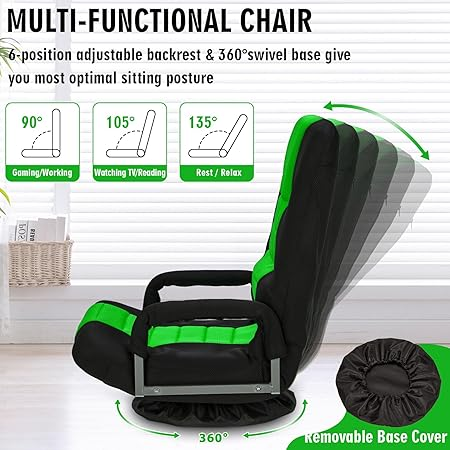 MULTI-FUNCTIONAL CHAIR
6-position adjustable backrest & 360°swivel base give
you most optimal sitting posture
90°
Gaming/Working
105°
Watching TV/Reading
135°
Rest / Relax
360°
Removable Base Cover